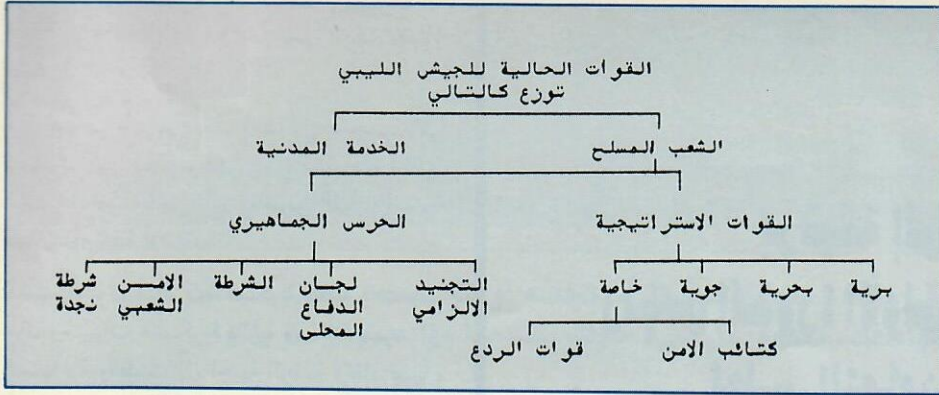 القوات الحالية للجيش الليبي
توزع كالتالي
الشعب المسلح
الخدمة المدنية
القوات الاستراتيجية
الحرس الجماهيري
برية
بحرية
جوية
خاصة
التجنيد
الالزامي
لجان
الدفاع
المحلى
الشرطة
الامن
الشعبي
شرطة
نجدة
كتائب الامن
قوات الردع